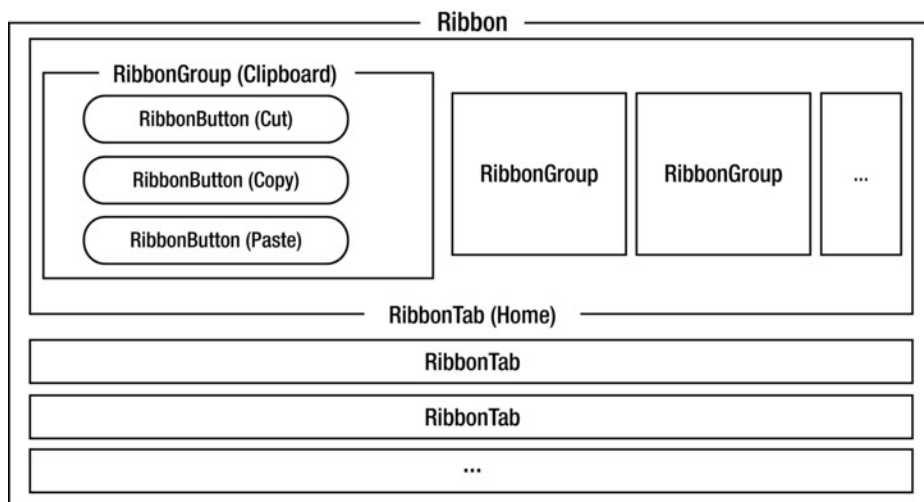 Ribbon
RibbonGroup (Clipboard)
RibbonButton (Cut)
RibbonButton (Copy)
RibbonButton (Paste)
RibbonGroup
RibbonGroup
...
RibbonTab (Home)
RibbonTab
RibbonTab
...